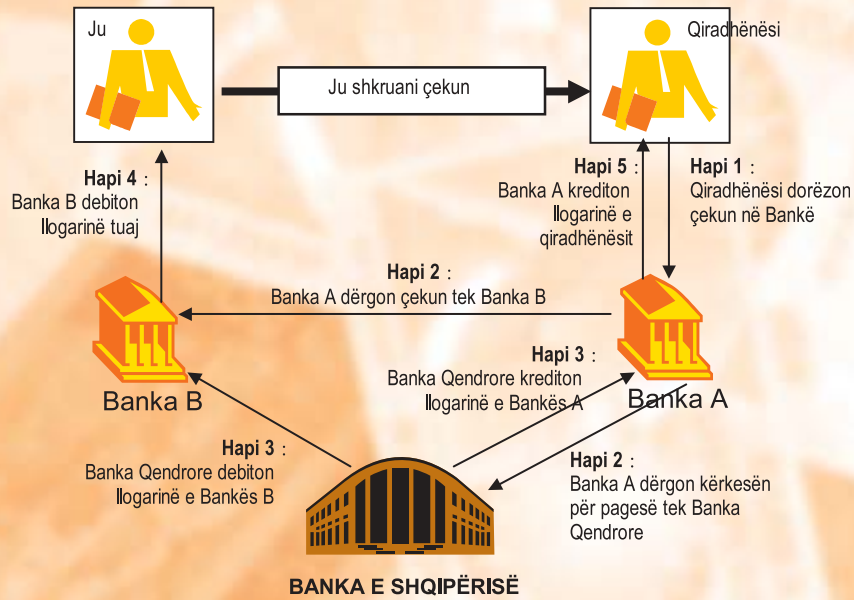 Ju
Qiradhënësi
Ju shkruani çekun
Hapi 4 :
Banka B debiton
llogarinë tuaj
Hapi 5 :
Banka A krediton
llogarinë e
qiradhënësit
Hapi 1 :
Qiradhënësi dorëzon
çekun në Bankë
Hapi 2 :
Banka A dërgon çekun tek Banka B
Hapi 3 :
Banka Qendrore krediton
llogarinë e Bankës A
Banka B
Banka A
Hapi 3 :
Banka Qendrore debiton
llogarinë e Bankës B
Hapi 2 :
Banka A dërgon kërkesën
për pagesë tek Banka
Qendrore
BANKA E SHQIPËRISË